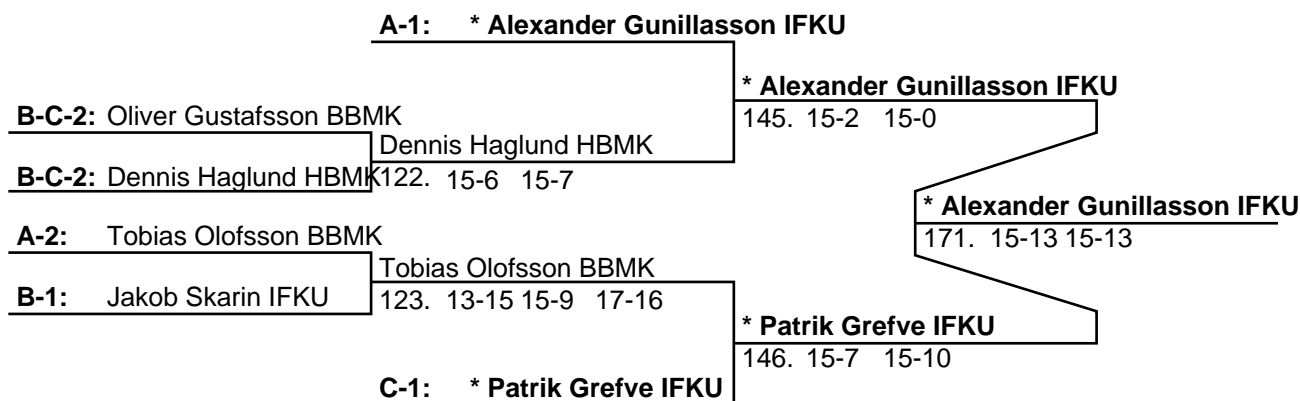 A-1: * Alexander Gunillasson IFKU
* Alexander Gunillasson IFKU
B-C-2: Oliver Gustafsson BBMK
145. 15-2 15-0
Dennis Haglund HBMK
B-C-2: Dennis Haglund HBMK
122. 15-6 15-7
* Alexander Gunillasson IFKU
A-2: Tobias Olofsson BBMK
171. 15-13 15-13
Tobias Olofsson BBMK
B-1: Jakob Skarin IFKU
123. 13-15 15-9 17-16
* Patrik Grefve IFKU
146. 15-7 15-10
C-1: * Patrik Grefve IFKU